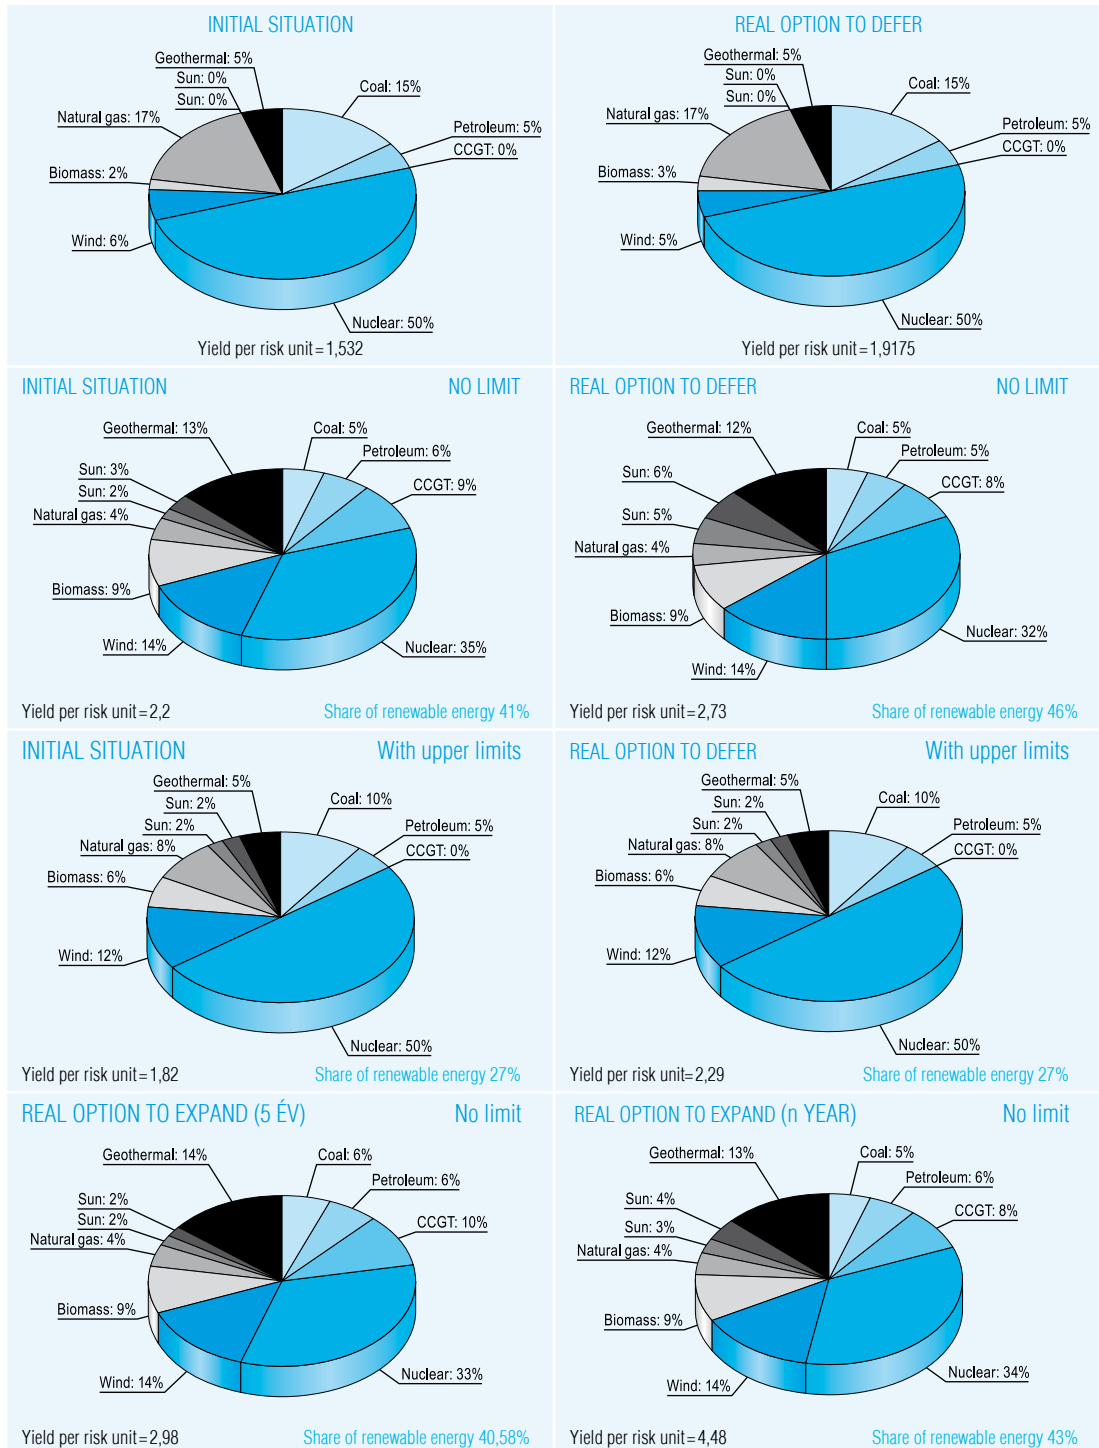 INITIAL SITUATION
Geothermal: 5%
Sun: 0%
Sun: 0%
Coal: 15%
Natural gas: 17%
Petroleum: 5%
CCGT: 0%
Biomass: 2%
Wind: 6%
Nuclear: 50%
Yield per risk unit=1,532
REAL OPTION TO DEFER
Geothermal: 5%
Sun: 0%
Sun: 0%
Coal: 15%
Natural gas: 17%
Petroleum: 5%
CCGT: 0%
Biomass: 3%
Wind: 5%
Nuclear: 50%
Yield per risk unit=1,9175
INITIAL SITUATION NO LIMIT
Geothermal: 13%
Coal: 5%
Petroleum: 6%
Sun: 3%
CCGT: 9%
Sun: 2%
Natural gas: 4%
Biomass: 9%
Wind: 14%
Nuclear: 35%
Yield per risk unit=2,2 Share of renewable energy 41%
REAL OPTION TO DEFER NO LIMIT
Geothermal: 12%
Coal: 5%
Petroleum: 5%
Sun: 6%
CCGT: 8%
Sun: 5%
Natural gas: 4%
Biomass: 9%
Nuclear: 32%
Wind: 14%
Yield per risk unit=2,73 Share of renewable energy 46%
INITIAL SITUATION With upper limits
Geothermal: 5%
Sun: 2%
Coal: 10%
Sun: 2%
Petroleum: 5%
Natural gas: 8%
CCGT: 0%
Biomass: 6%
Wind: 12%
Nuclear: 50%
Yield per risk unit=1,82 Share of renewable energy 27%
REAL OPTION TO DEFER With upper limits
Geothermal: 5%
Sun: 2%
Coal: 10%
Sun: 2%
Petroleum: 5%
Natural gas: 8%
CCGT: 0%
Biomass: 6%
Wind: 12%
Nuclear: 50%
Yield per risk unit=2,29 Share of renewable energy 27%
REAL OPTION TO EXPAND (5 ÉV) No limit
Geothermal: 14%
Coal: 6%
Petroleum: 6%
Sun: 2%
CCGT: 10%
Sun: 2%
Natural gas: 4%
Biomass: 9%
Nuclear: 33%
Wind: 14%
Yield per risk unit=2,98 Share of renewable energy 40,58%
REAL OPTION TO EXPAND (n YEAR) No limit
Geothermal: 13%
Coal: 5%
Petroleum: 6%
Sun: 4%
CCGT: 8%
Sun: 3%
Natural gas: 4%
Biomass: 9%
Nuclear: 34%
Wind: 14%
Yield per risk unit=4,48 Share of renewable energy 43%